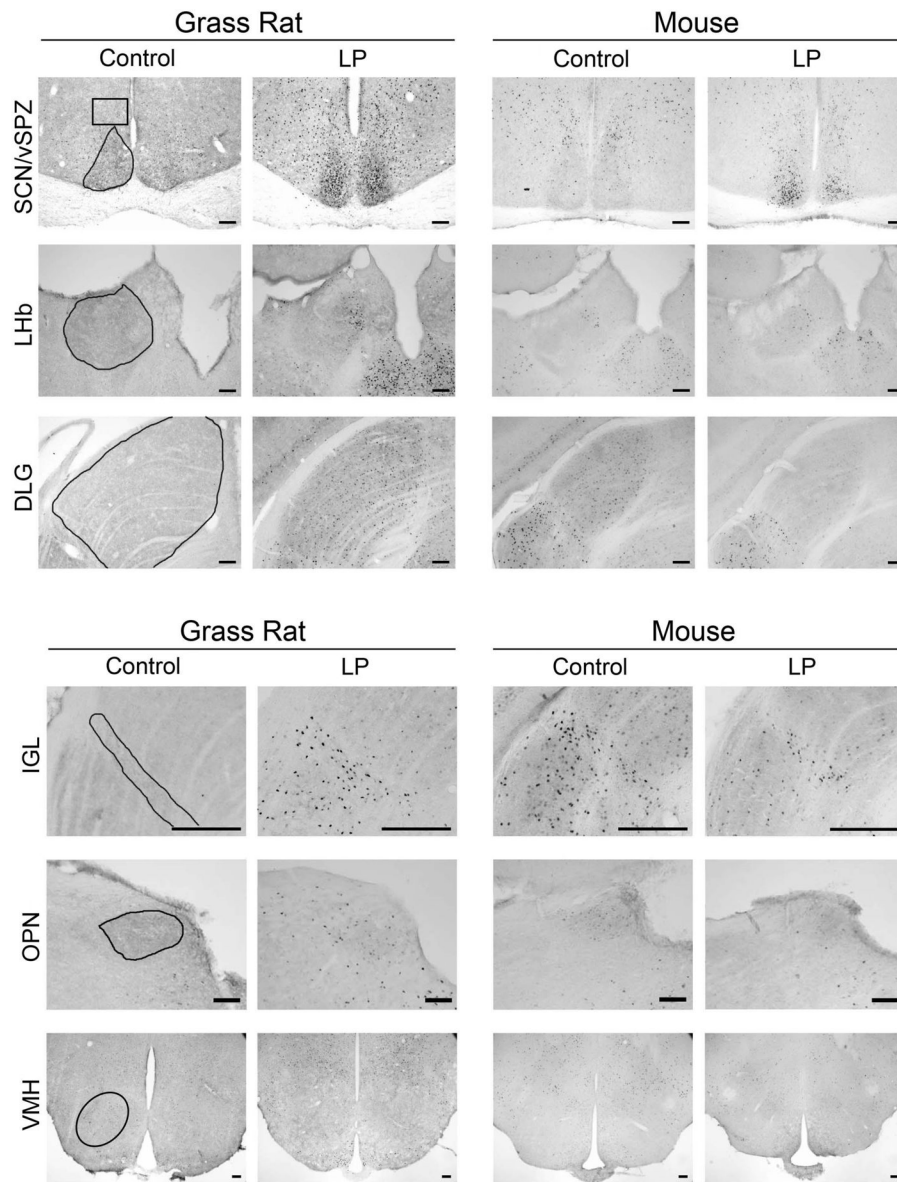 Grass Rat Mouse
Control LP Control LP
SCN/vSPZ
LHb
DLG
Grass Rat Mouse
Control LP Control LP
IGL
OPN
VMH